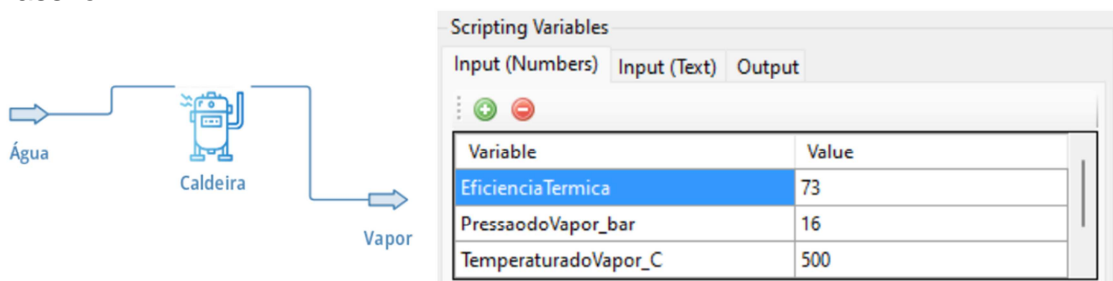 Água
Caldeira
Vapor
Scripting Variables
Input (Numbers) Input (Text) Output
Variable Value
EficienciaTermica 73
PressaodoVapor_bar 16
TemperaturadoVapor_C 500